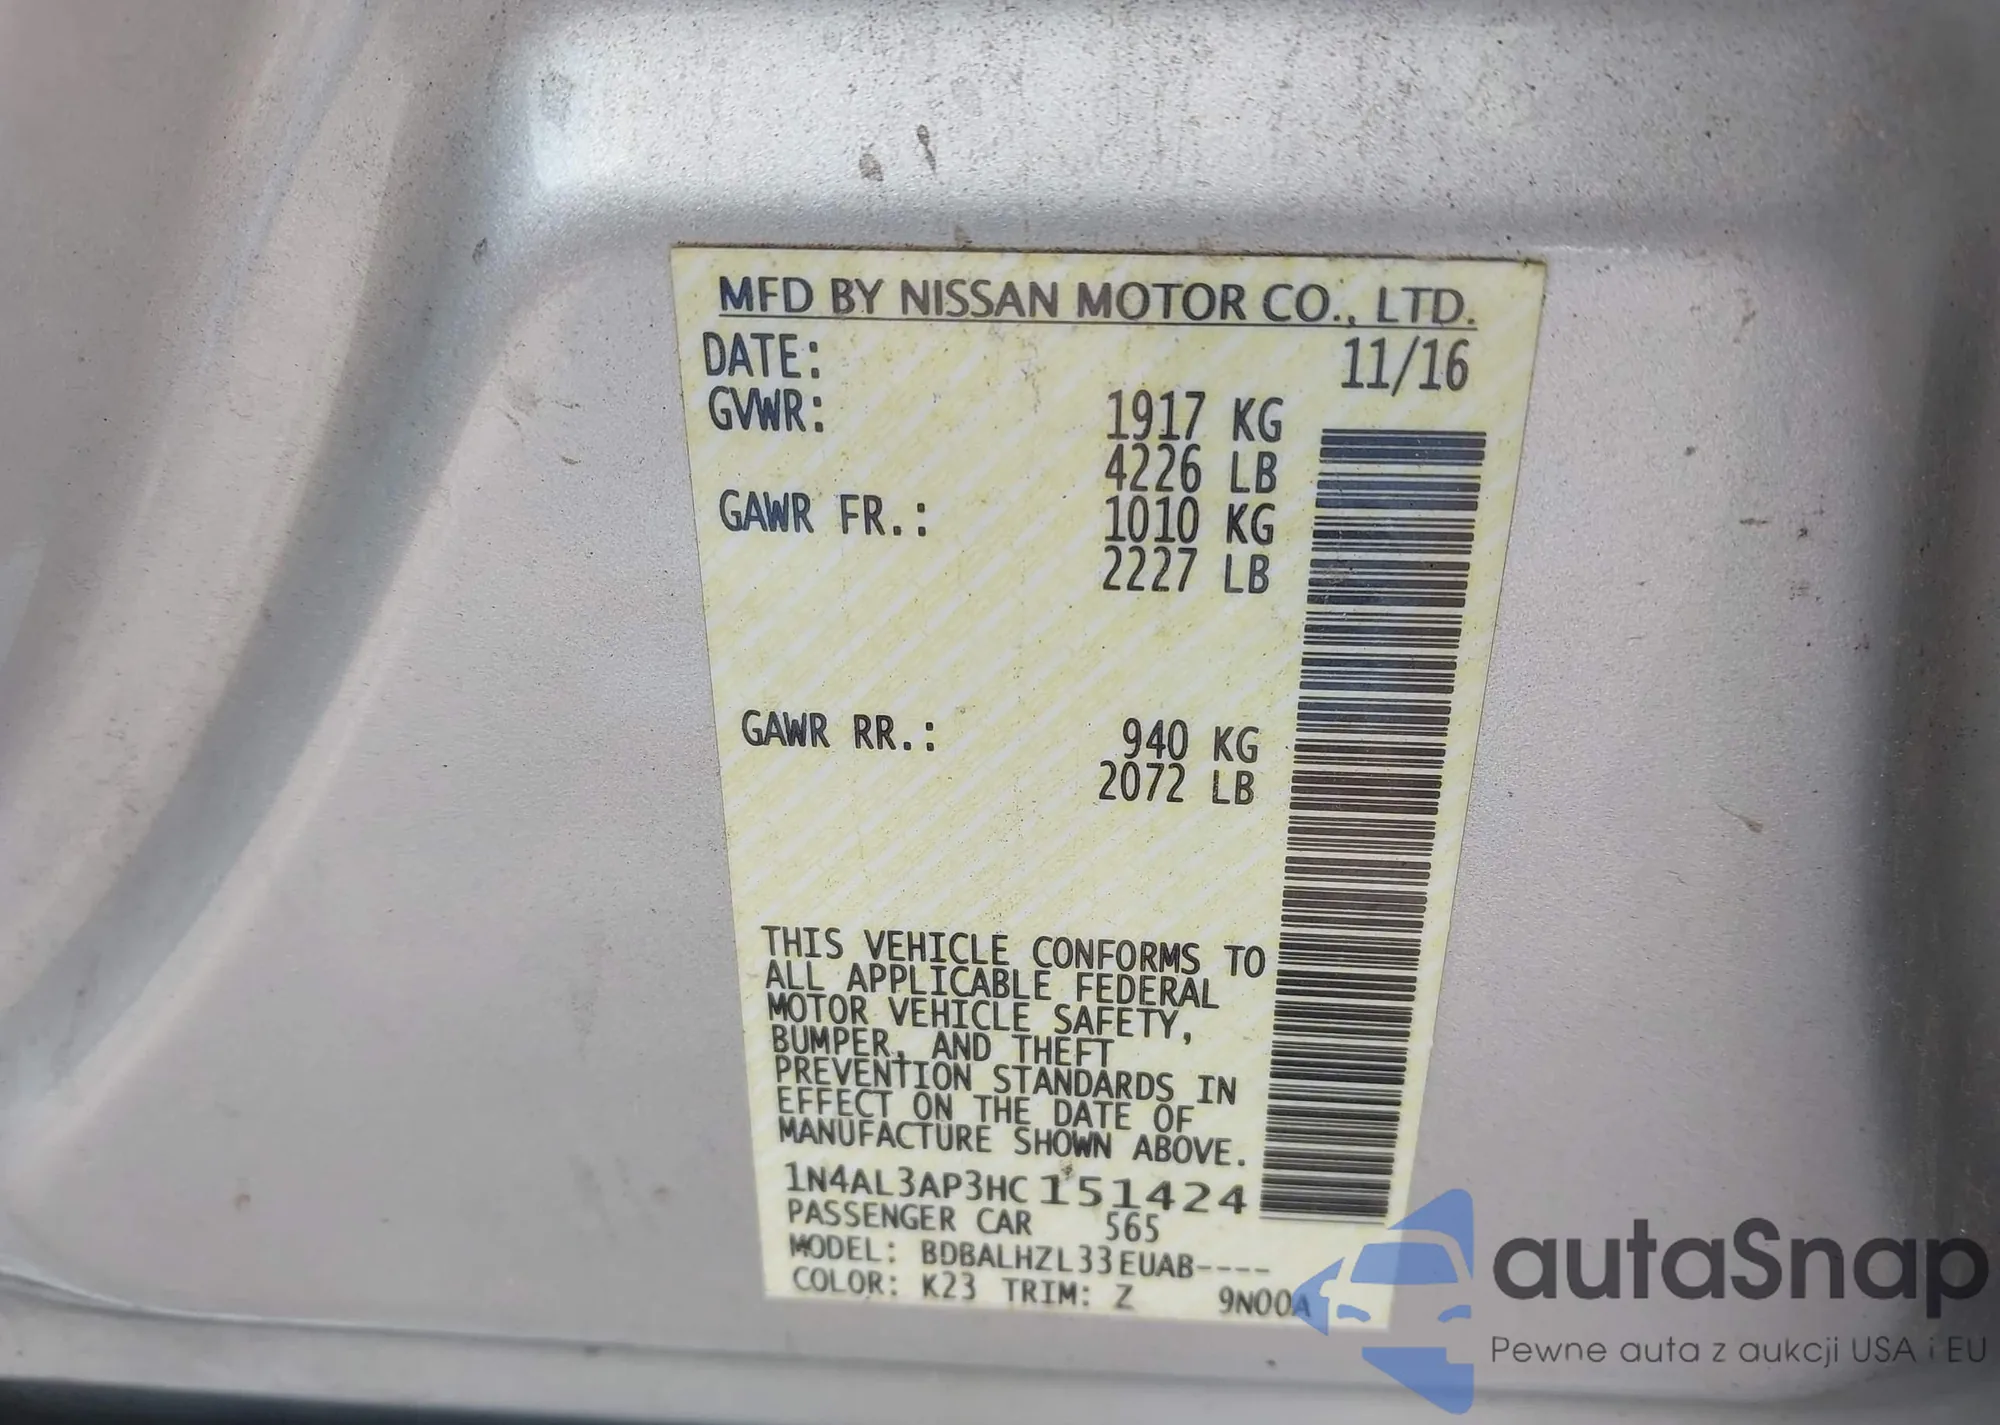 MFD BY NISSAN MOTOR CO., LTD.
DATE: 11/16
GVWR: 1917 KG
4226 LB
GAWR FR.: 1010 KG
2227 LB
GAWR RR.: 940 KG
2072 LB
THIS VEHICLE CONFORMS TO
ALL APPLICABLE FEDERAL
MOTOR VEHICLE SAFETY,
BUMPER, AND THEFT
PREVENTION STANDARDS IN
EFFECT ON THE DATE OF
MANUFACTURE SHOWN ABOVE.
1N4AL3AP3HC151424
PASSENGER CAR 565
MODEL: BDBALHZL33EUAB----
COLOR: K23 TRIM: Z 9N00A
autaSnap
Pewne auta z aukcji USA i EU